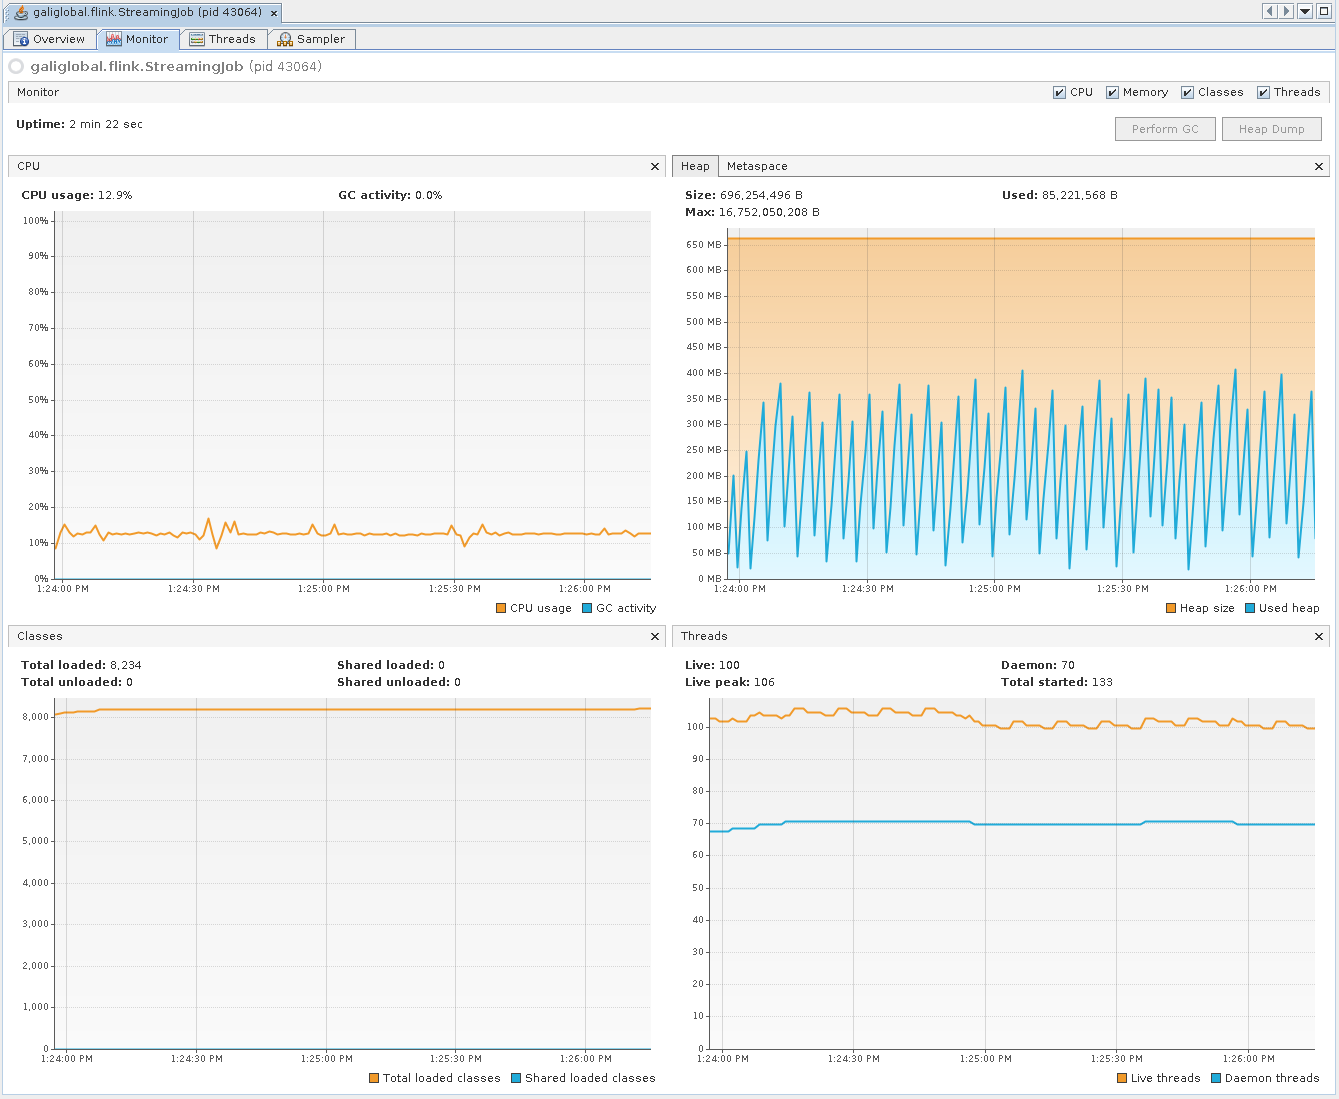 galiglobal.flink.StreamingJob (pid 43064)
Overview Monitor Threads Sampler
galiglobal.flink.StreamingJob (pid 43064)
Monitor CPU Memory Classes Threads
Uptime: 2 min 22 sec
Perform GC Heap Dump
CPU
CPU usage: 12.9% GC activity: 0.0%
100%
90%
80%
70%
60%
50%
40%
30%
20%
10%
0%
1:24:00 PM 1:24:30 PM 1:25:00 PM 1:25:30 PM 1:26:00 PM
CPU usage GC activity
Heap Metaspace
Size: 696,254,496 B Used: 85,221,568 B
Max: 16,752,050,208 B
650 MB
600 MB
550 MB
500 MB
450 MB
400 MB
350 MB
300 MB
250 MB
200 MB
150 MB
100 MB
50 MB
0 MB
1:24:00 PM 1:24:30 PM 1:25:00 PM 1:25:30 PM 1:26:00 PM
Heap size Used heap
Classes
Total loaded: 8,234 Shared loaded: 0
Total unloaded: 0 Shared unloaded: 0
8,000
7,000
6,000
5,000
4,000
3,000
2,000
1,000
0
1:24:00 PM 1:24:30 PM 1:25:00 PM 1:25:30 PM 1:26:00 PM
Total loaded classes Shared loaded classes
Threads
Live: 100 Daemon: 70
Live peak: 106 Total started: 133
100
90
80
70
60
50
40
30
20
10
0
1:24:00 PM 1:24:30 PM 1:25:00 PM 1:25:30 PM 1:26:00 PM
Live threads Daemon threads